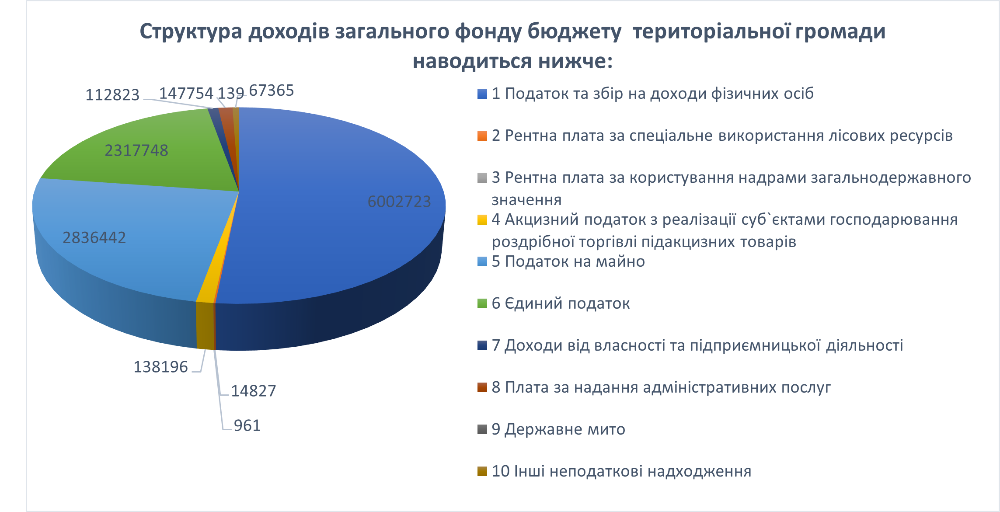 Структура доходів загального фонду бюджету  територіальної громади
наводиться нижче:
112823
147754
139
67365
2317748
6002723
2836442
138196
14827
961
1 Податок та збір на доходи фізичних осіб
2 Рентна плата за спеціальне використання лісових ресурсів
3 Рентна плата за користування надрами загальнодержавного
значення
4 Акцизний податок з реалізації суб`єктами господарювання
роздрібної торгівлі підакцизних товарів
5 Податок на майно
6 Єдиний податок
7 Доходи від власності та підприємницької діяльності
8 Плата за надання адміністративних послуг
9 Державне мито
10 Інші неподаткові надходження